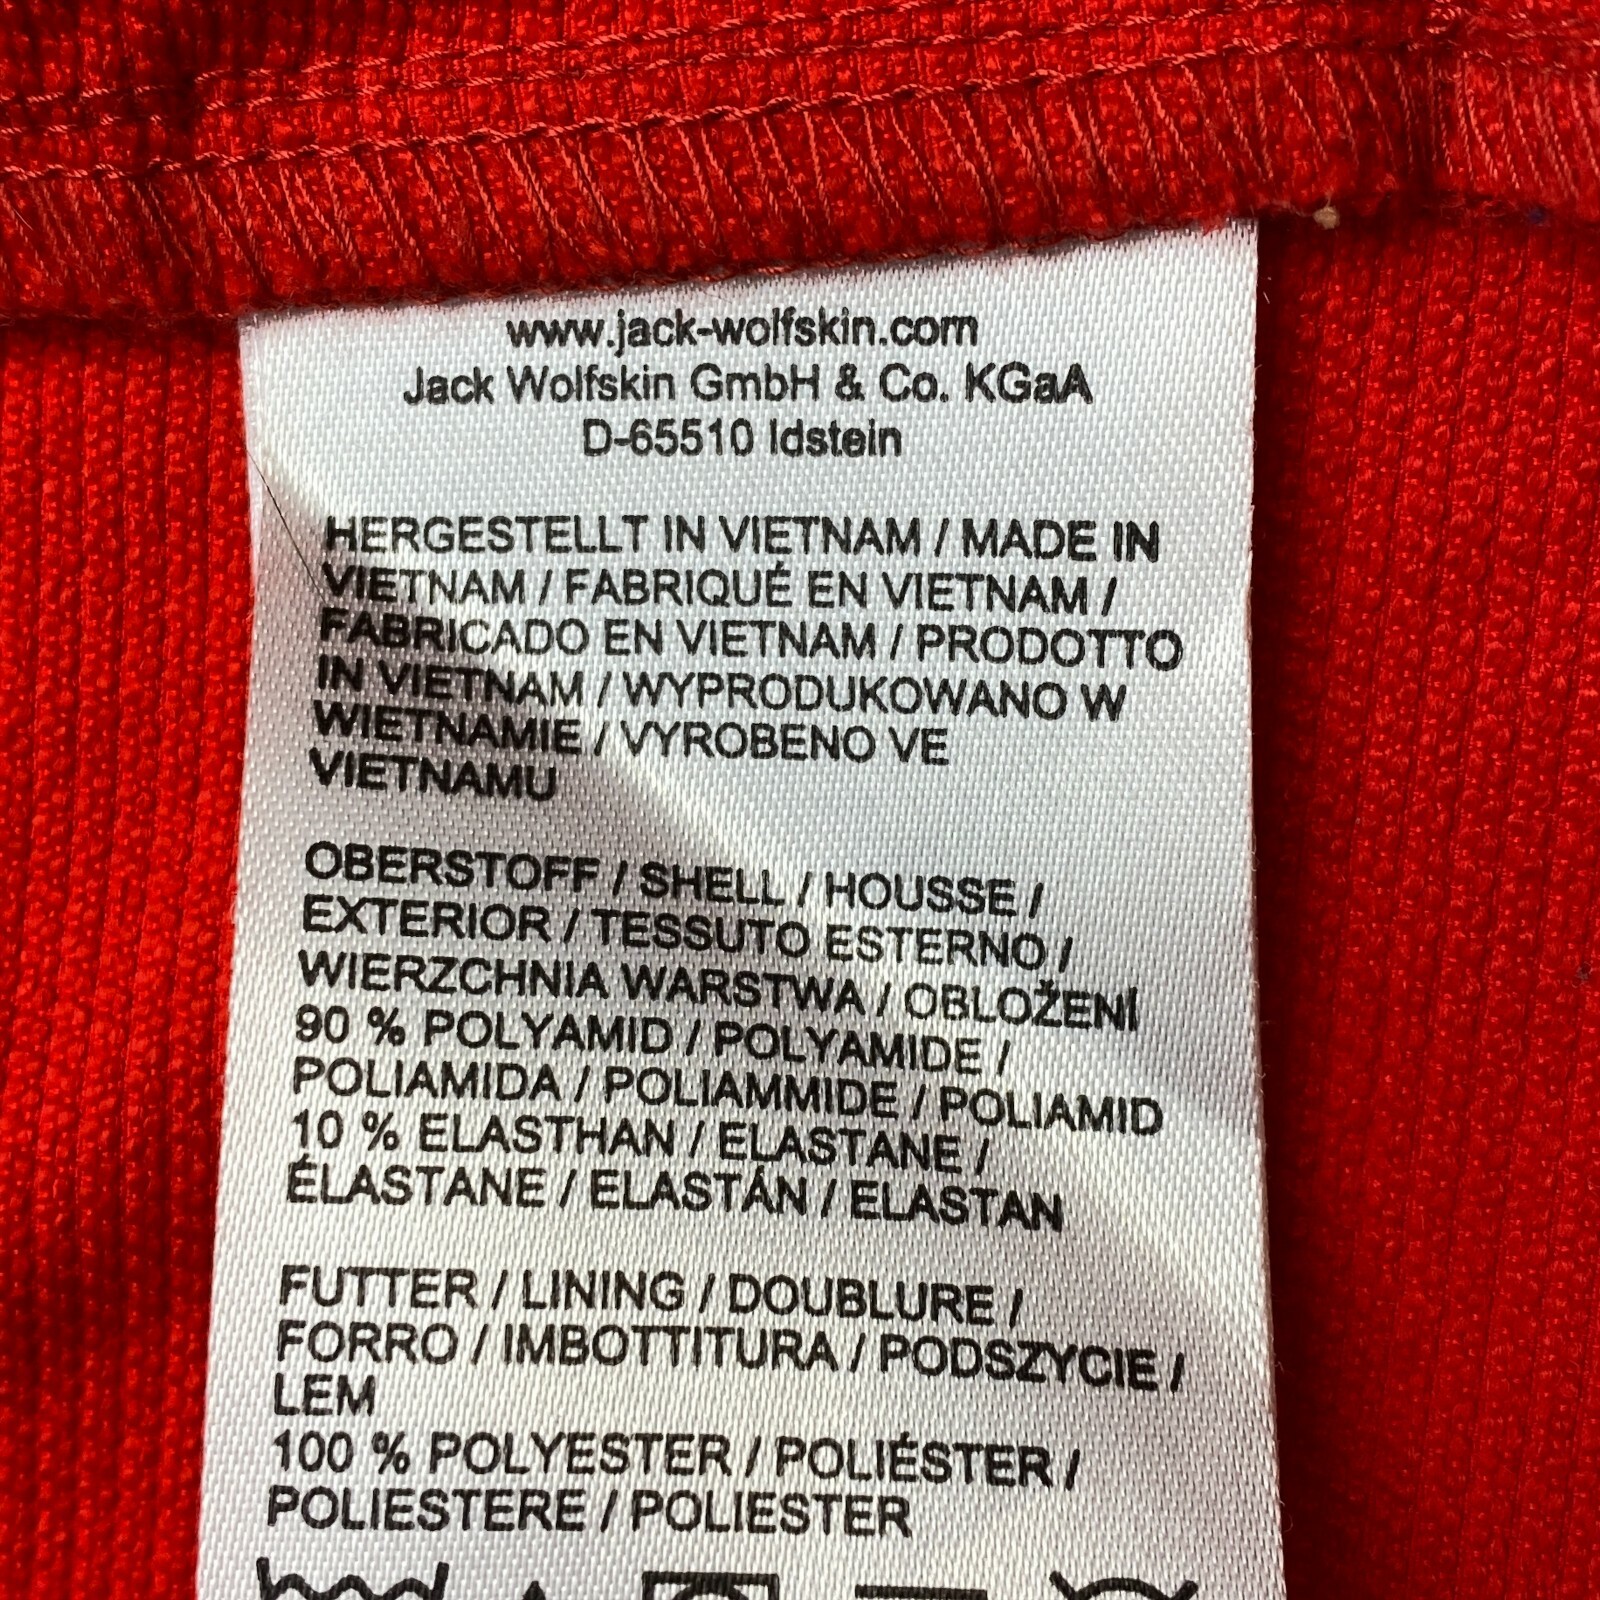 www.jack-wolfskin.com
Jack Wolfskin GmbH & Co. KGaA
D-65510 Idstein
HERGESTELLT IN VIETNAM / MADE IN
VIETNAM / FABRIQUÉ EN VIETNAM /
FABRICADO EN VIETNAM / PRODOTTO
IN VIETNAM / WYPRODUKOWANO W
WIETNAMIE / VYROBENO VE
VIETNAMU
OBERSTOFF / SHELL / HOUSSE /
EXTERIOR / TESSUTO ESTERNO /
WIERZCHNIA WARSTWA / OBLOŽENÍ
90 % POLYAMID / POLYAMIDE /
POLIAMIDA / POLIAMMIDE / POLIAMID
10 % ELASTHAN / ELASTANE /
ÉLASTANE / ELASTÁN / ELASTAN
FUTTER / LINING / DOUBLURE /
FORRO / IMBOTTITURA / PODSZYCIE /
LEM
100 % POLYESTER / POLIÉSTER /
POLIESTERE / POLIESTER